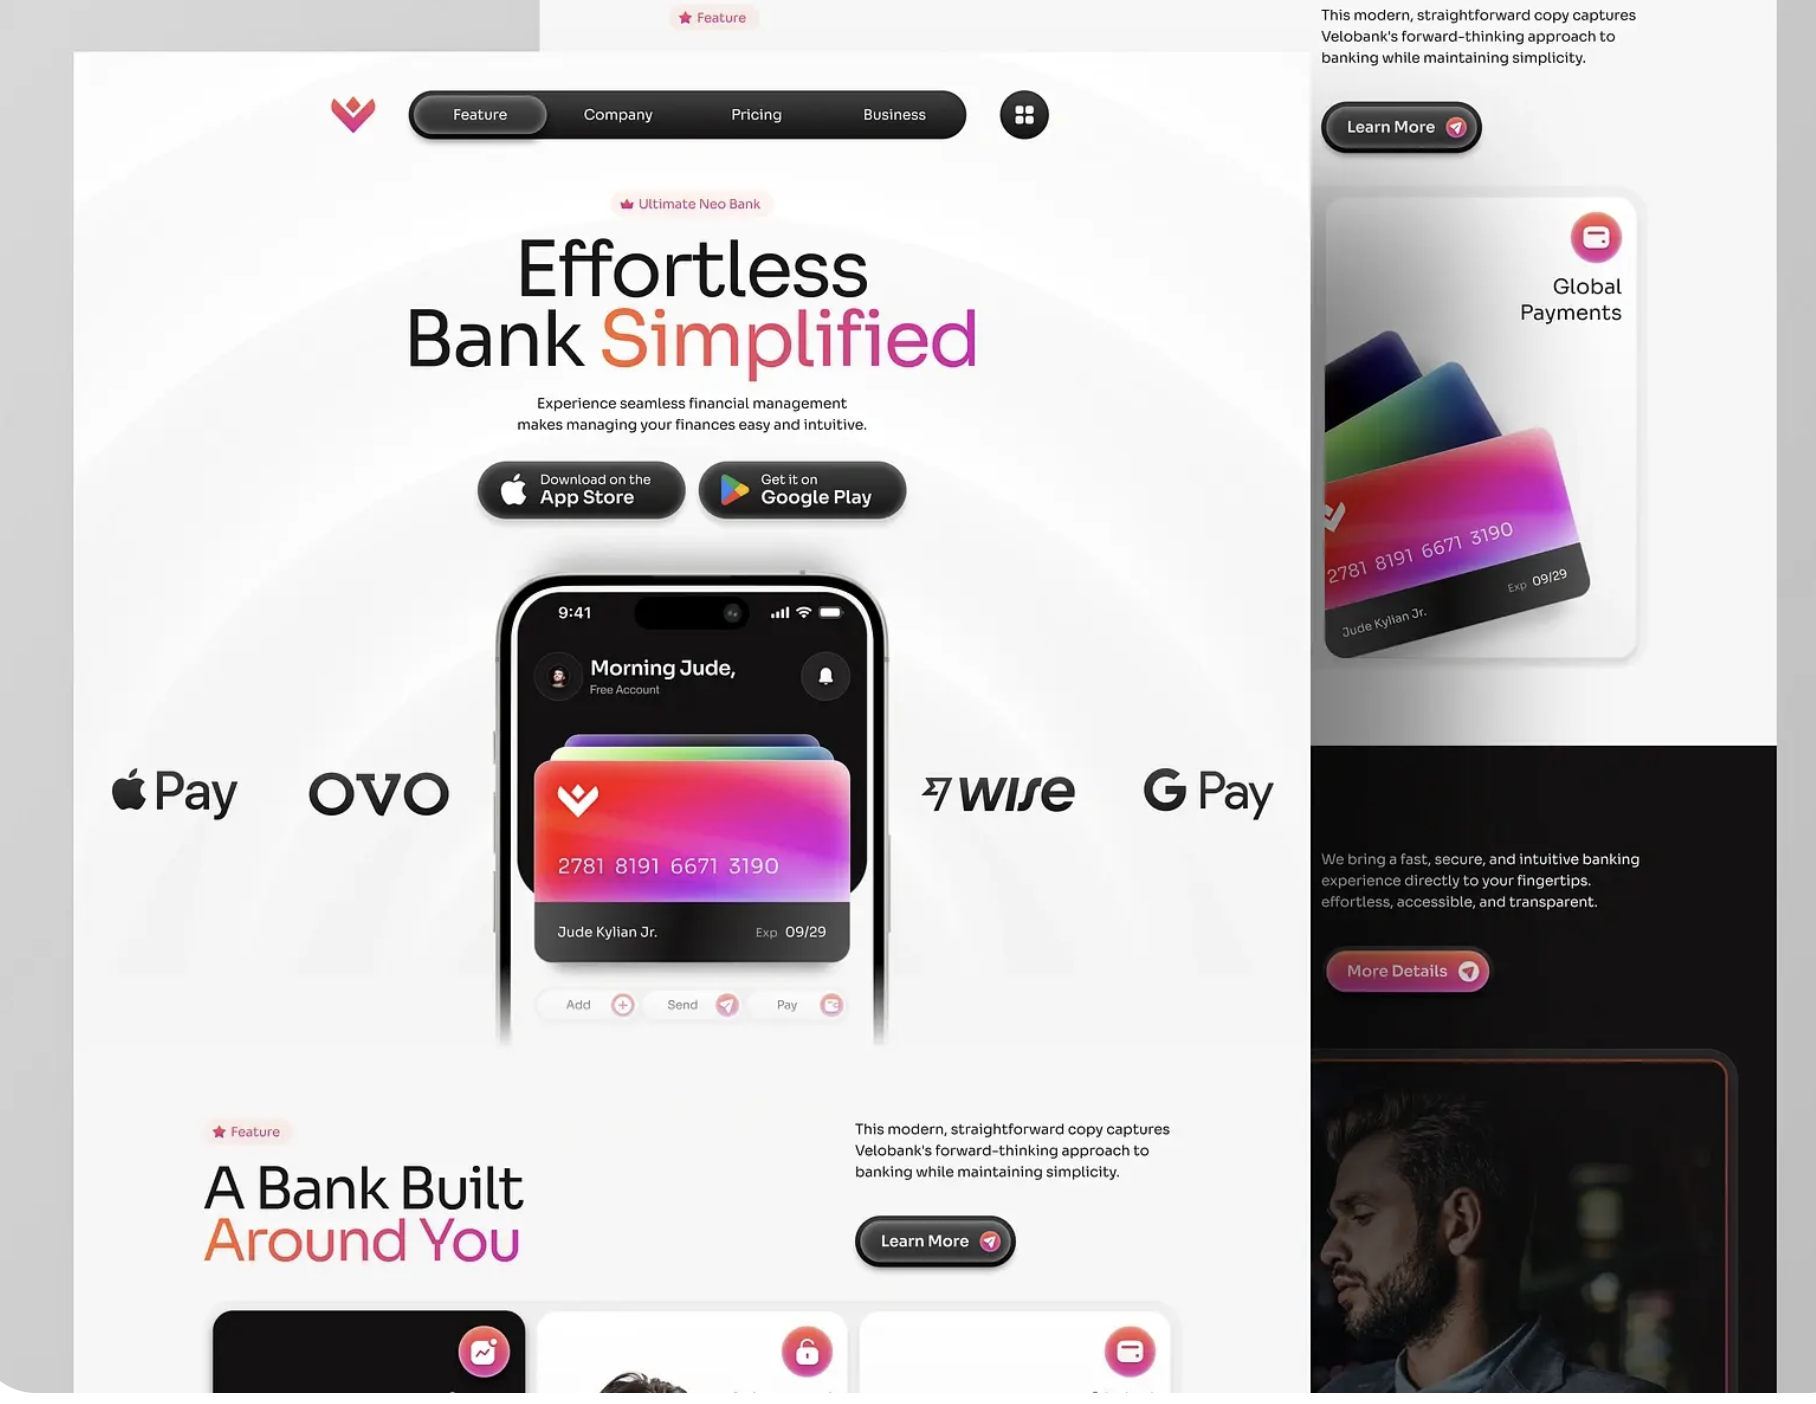 Feature
Feature
Company
Pricing
Business
Ultimate Neo Bank
Effortless
Bank Simplified
Experience seamless financial management
makes managing your finances easy and intuitive.
Download on the
App Store
Get it on
Google Play
9:41
Morning Jude,
Free Account
Pay
OVO
2781 8191 6671 3190
Jude Kylian Jr.
Exp 09/29
WISe
G Pay
Add
Send
Pay
Feature
A Bank Built
Around You
This modern, straightforward copy captures
Velobank's forward-thinking approach to
banking while maintaining simplicity.
Learn More
This modern, straightforward copy captures
Velobank's forward-thinking approach to
banking while maintaining simplicity.
Learn More
Global
Payments
2781 8191 6671 3190
Exp 09/29
Jude Kylian Jr.
We bring a fast, secure, and intuitive banking
experience directly to your fingertips.
effortless, accessible, and transparent.
More Details